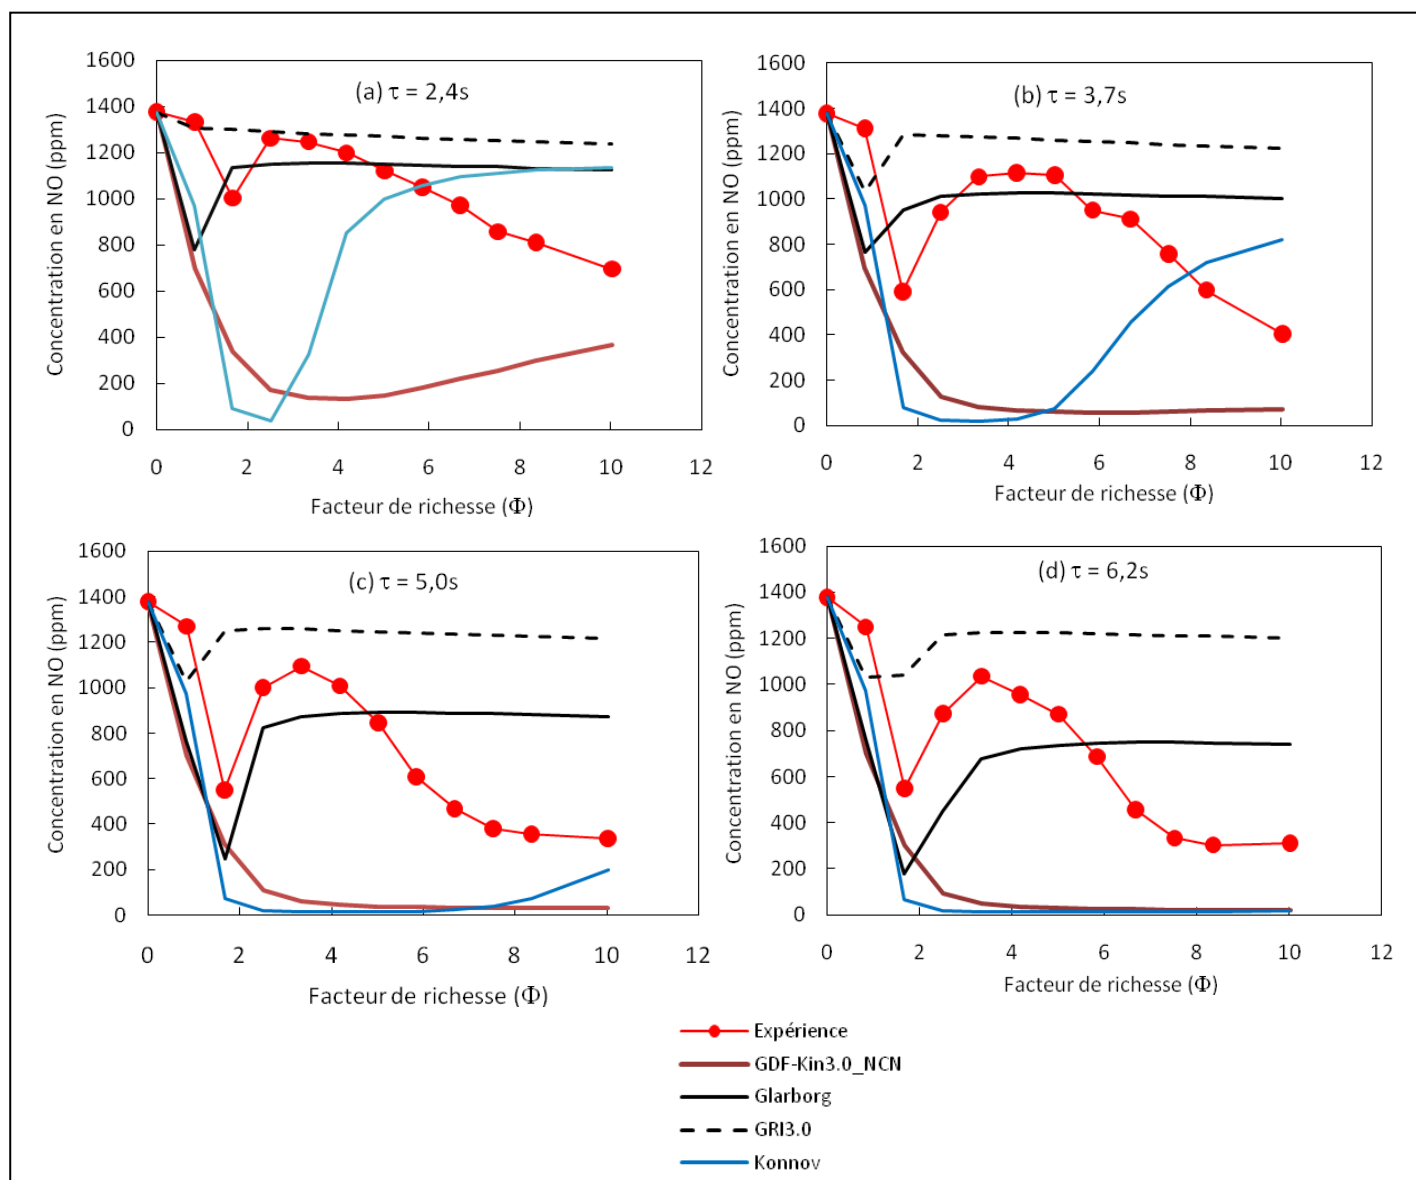 (a) τ = 2,4s
Concentration en NO (ppm)
1600
1400
1200
1000
800
600
400
200
0
0 2 4 6 8 10 12
Facteur de richesse (Φ)
(b) τ = 3,7s
Concentration en NO (ppm)
1600
1400
1200
1000
800
600
400
200
0
0 2 4 6 8 10 12
Facteur de richesse (Φ)
(c) τ = 5,0s
Concentration en NO (ppm)
1600
1400
1200
1000
800
600
400
200
0
0 2 4 6 8 10 12
Facteur de richesse (Φ)
(d) τ = 6,2s
Concentration en NO (ppm)
1600
1400
1200
1000
800
600
400
200
0
0 2 4 6 8 10 12
Facteur de richesse (Φ)
Expérience
GDF-Kin3.0_NCN
Glarborg
GRI3.0
Konnov